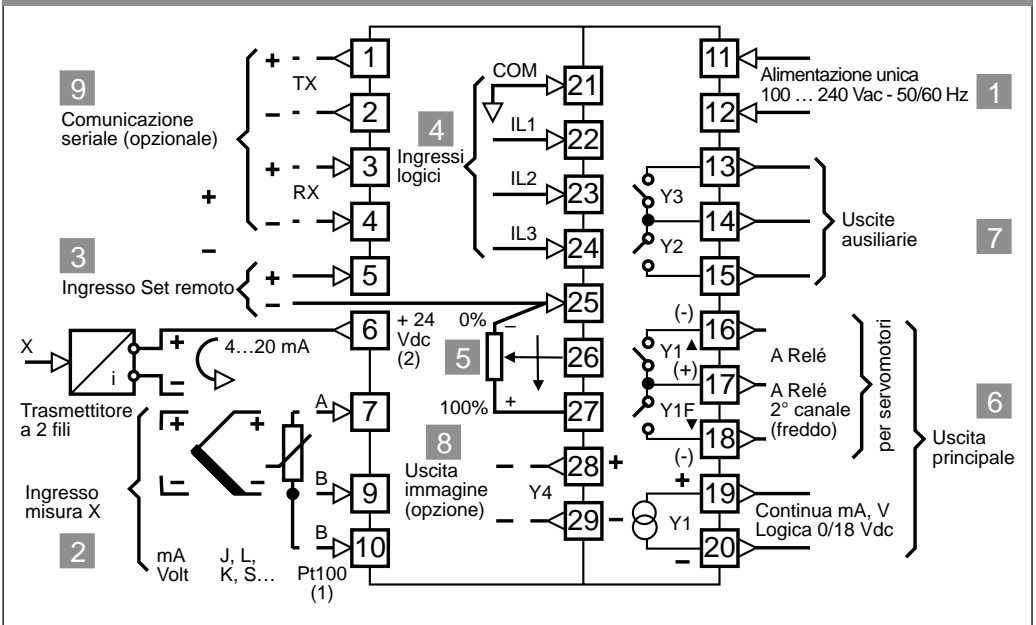 9
Comunicazione
seriale (opzionale)
+
1
TX
–
2
+
3
RX
–
4
+
–
3
Ingresso Set remoto
+
5
–
X
i
+
–
4…20 mA
6
+ 24
Vdc
(2)
Trasmettitore
a 2 fili
Ingresso
misura X
2
+
–
mA
Volt
+
–
J, L,
K, S…
A
7
B
9
B
10
Pt100
(1)
4
Ingressi
logici
COM
21
IL1
22
IL2
23
IL3
24
25
0%
–
5
26
100%
+
27
8
Uscita
immagine
(opzione)
–
28
+
Y4
–
29
–
11
Alimentazione unica
100 … 240 Vac - 50/60 Hz
1
12
13
Y3
14
Y2
15
Uscite
ausiliarie
7
(-)
16
Y1
A Relé
(+)
17
A Relé
2° canale
(freddo)
Y1F
18
(-)
per servomotori
6
Uscita
principale
+
19
Y1
Continua mA, V
Logica 0/18 Vdc
–
20